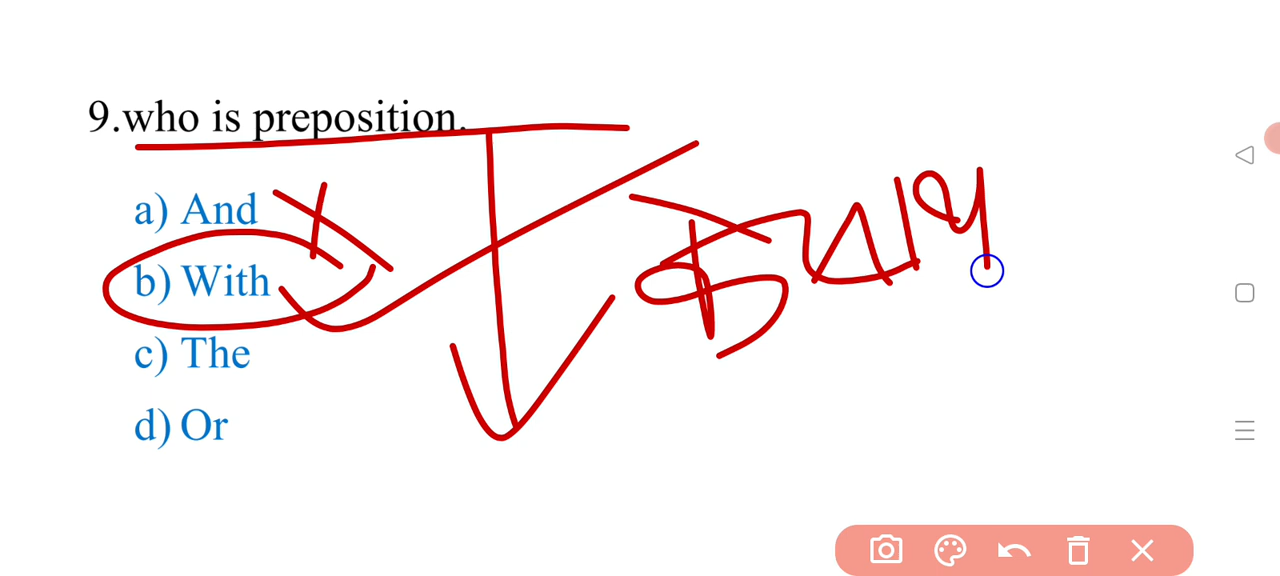 9.who is preposition.
a) And
b) With
c) The
d) Or